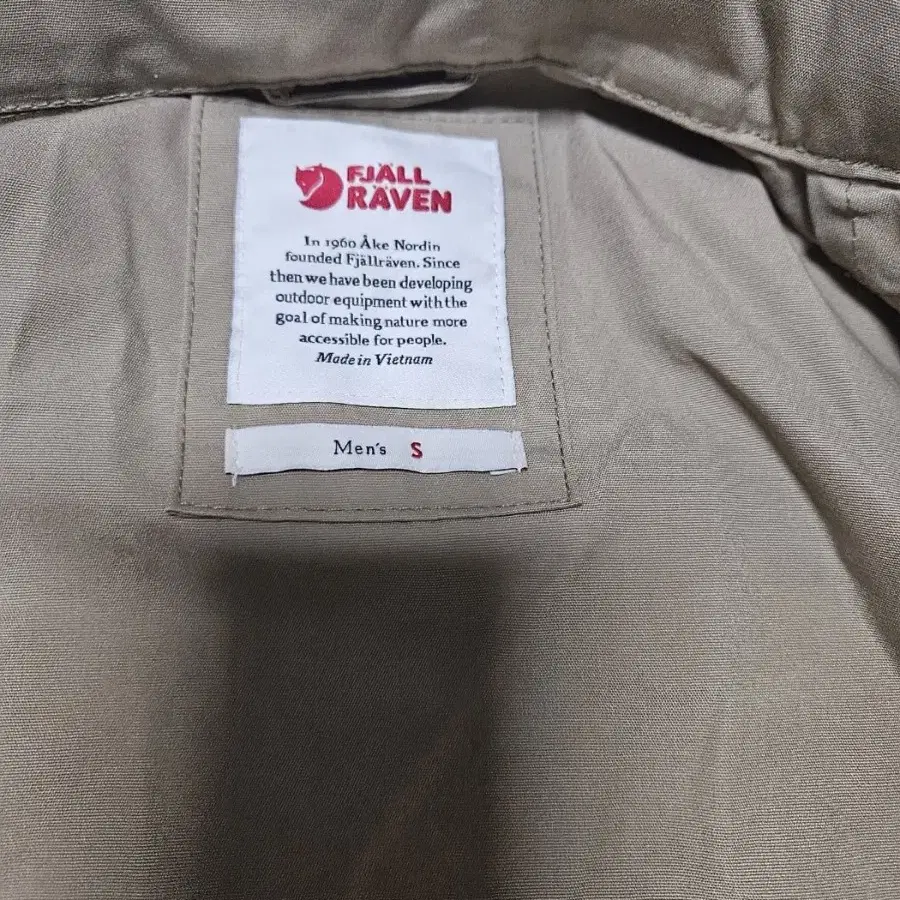 FJÄLL
RÄVEN
In 1960 Åke Nordin
founded Fjällräven. Since
then we have been developing
outdoor equipment with the
goal of making nature more
accessible for people.
Made in Vietnam
Men's S